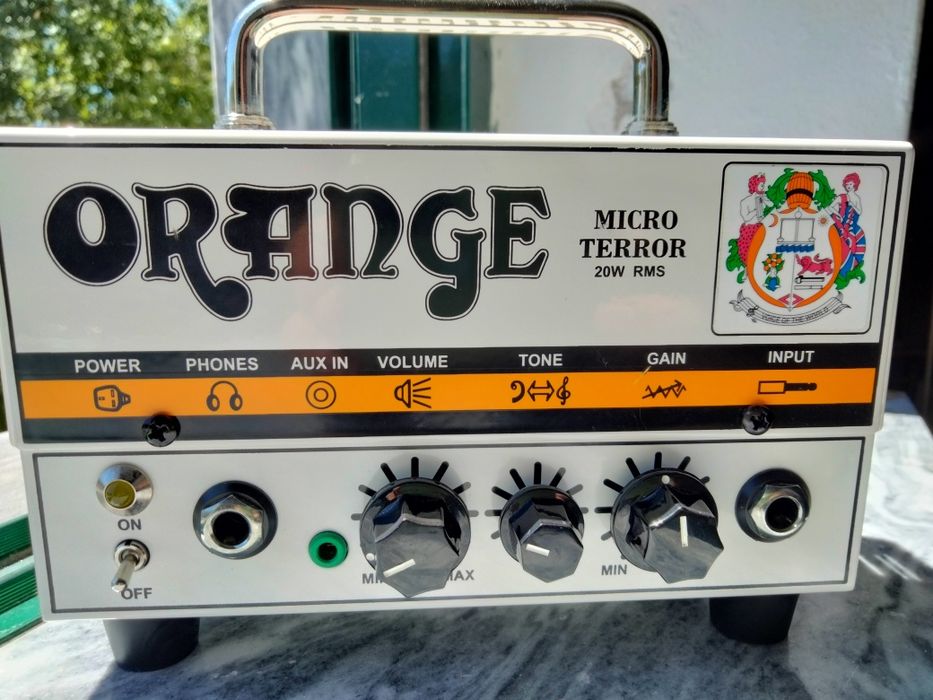 ORANGE
MICRO
TERROR
20W RMS
VOICE OF THE WORLD
POWER PHONES AUX IN VOLUME TONE GAIN INPUT
ON
OFF
MIN